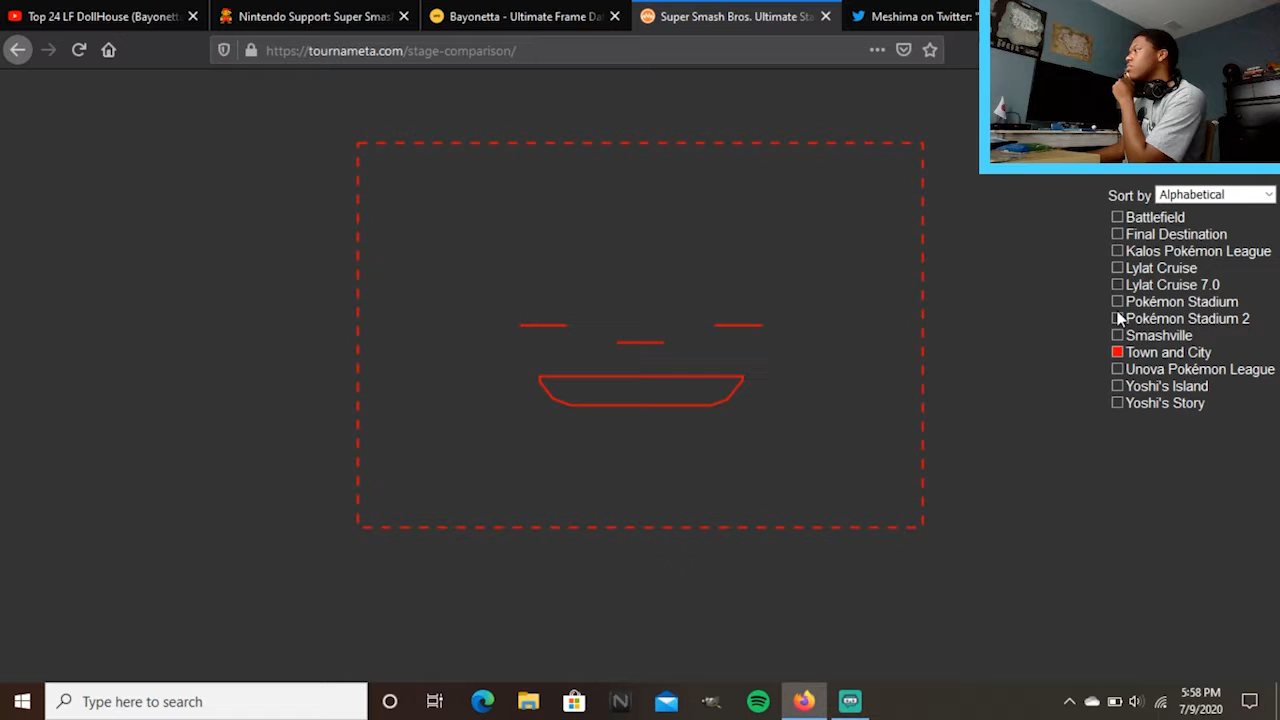 Top 24 LF DollHouse (Bayonett
Nintendo Support: Super Smas
Bayonetta - Ultimate Frame Da
Super Smash Bros. Ultimate Sta
Meshima on Twitter: "
https://tournameta.com/stage-comparison/
Sort by Alphabetical
Battlefield
Final Destination
Kalos Pokémon League
Lylat Cruise
Lylat Cruise 7.0
Pokémon Stadium
Pokémon Stadium 2
Smashville
Town and City
Unova Pokémon League
Yoshi's Island
Yoshi's Story
Type here to search
5:58 PM
7/9/2020